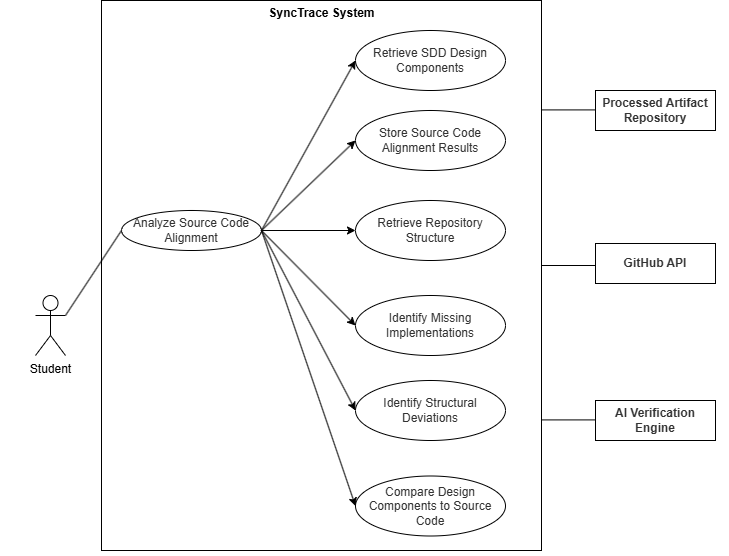 SyncTrace System
Retrieve SDD Design
Components
Processed Artifact
Repository
Store Source Code
Alignment Results
Analyze Source Code
Alignment
Retrieve Repository
Structure
GitHub API
Identify Missing
Implementations
Student
Identify Structural
Deviations
AI Verification
Engine
Compare Design
Components to Source
Code